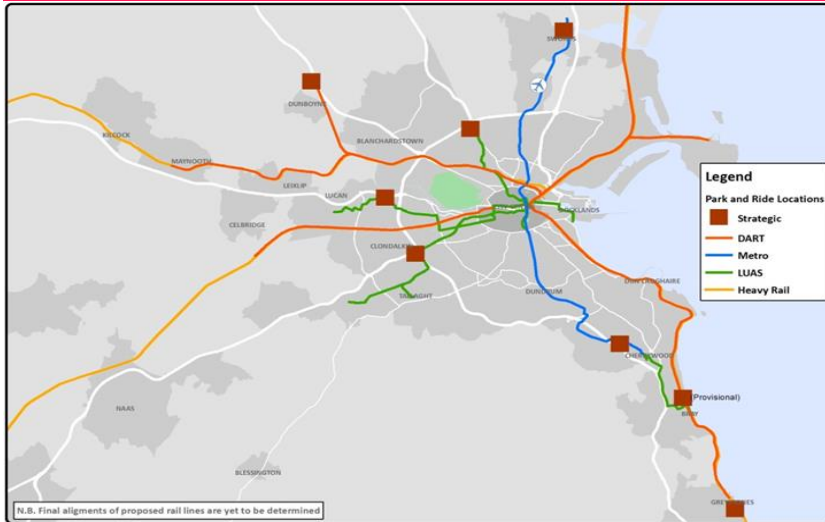 SWORDS
DUNBOYNE
BLANCHARDSTOWN
KILCOCK
MAYNOOTH
LEIXLIP
LUCAN
CELBRIDGE
DOCKLANDS
CLONDALKIN
TALLAGHT
DUNDRUM
DUN LAOGHAIRE
CHERRYWOOD
(Provisional)
BRAY
NAAS
BLESSINGTON
GREYSTONES
Legend
Park and Ride Locations
Strategic
DART
Metro
LUAS
Heavy Rail
N.B. Final aligments of proposed rail lines are yet to be determined